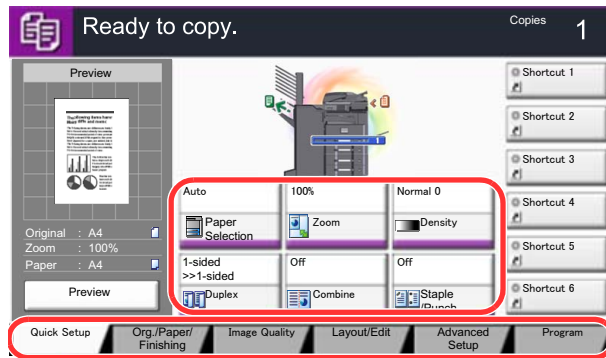 Ready to copy.
Copies 1
Preview
Original : A4
Zoom : 100%
Paper : A4
Preview
1
Auto
Paper
Selection
100%
Zoom
Normal 0
Density
1-sided
>>1-sided
Duplex
Off
Combine
Off
Staple
/Punch
Shortcut 1
Shortcut 2
Shortcut 3
Shortcut 4
Shortcut 5
Shortcut 6
Quick Setup
Org./Paper/
Finishing
Image Quality
Layout/Edit
Advanced
Setup
Program